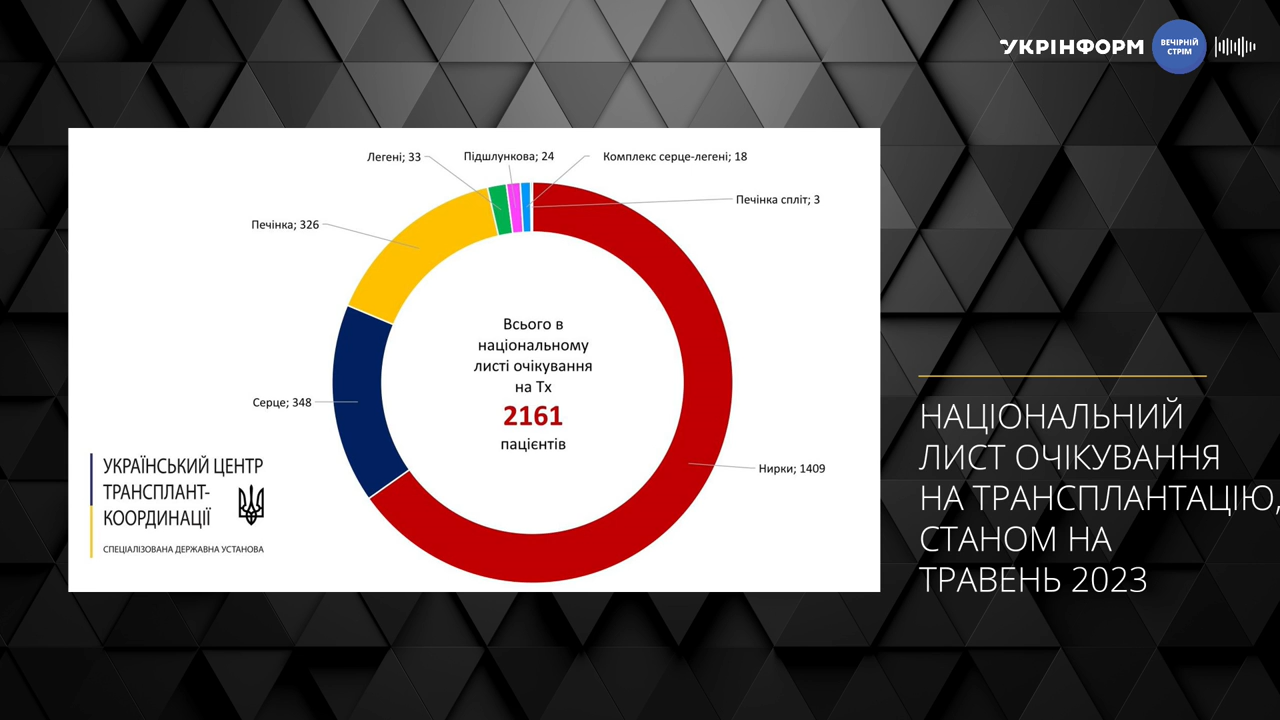 УКРІНФОРМ
ВЕЧІРНІЙ
СТРІМ
Легені; 33
Підшлункова; 24
Комплекс серце-легені; 18
Печінка спліт; 3
Печінка; 326
Серце; 348
Нирки; 1409
Всього в
національному
листі очікування
на Тх
2161
пацієнтів
УКРАЇНСЬКИЙ ЦЕНТР
ТРАНСПЛАНТ-
КООРДИНАЦІЇ
СПЕЦІАЛІЗОВАНА ДЕРЖАВНА УСТАНОВА
НАЦІОНАЛЬНИЙ
ЛИСТ ОЧІКУВАННЯ
НА ТРАНСПЛАНТАЦІЮ,
СТАНОМ НА
ТРАВЕНЬ 2023